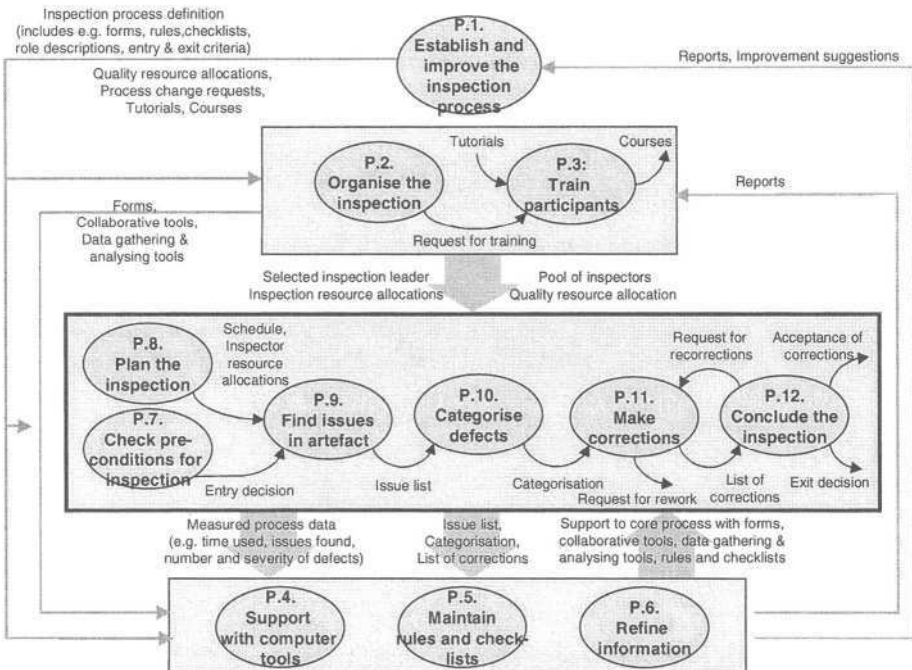 Inspection process definition
(includes e.g. forms, rules,checklists,
role descriptions, entry & exit criteria)
Quality resource allocations,
Process change requests,
Tutorials, Courses
P.1.
Establish and
improve the
inspection
process
Reports, Improvement suggestions
Tutorials
Courses
P.2.
Organise the
inspection
P.3:
Train
participants
Request for training
Reports
Forms,
Collaborative tools,
Data gathering &
analysing tools
Selected inspection leader
Inspection resource allocations
Pool of inspectors
Quality resource allocation
P.8.
Plan the
inspection
Schedule,
Inspector
resource
allocations
P.7.
Check pre-
conditions for
inspection
Entry decision
P.9.
Find issues
in artefact
Issue list
P.10.
Categorise
defects
Categorisation
Request for
recorrections
P.11.
Make
corrections
Request for rework
Acceptance of
corrections
P.12.
Conclude the
inspection
List of
corrections
Exit decision
Measured process data
(e.g. time used, issues found,
number and severity of defects)
Issue list,
Categorisation,
List of corrections
Support to core process with forms,
collaborative tools, data gathering &
analysing tools, rules and checklists
P.4.
Support
with computer
tools
P.5.
Maintain
rules and check-
lists
P.6.
Refine
information